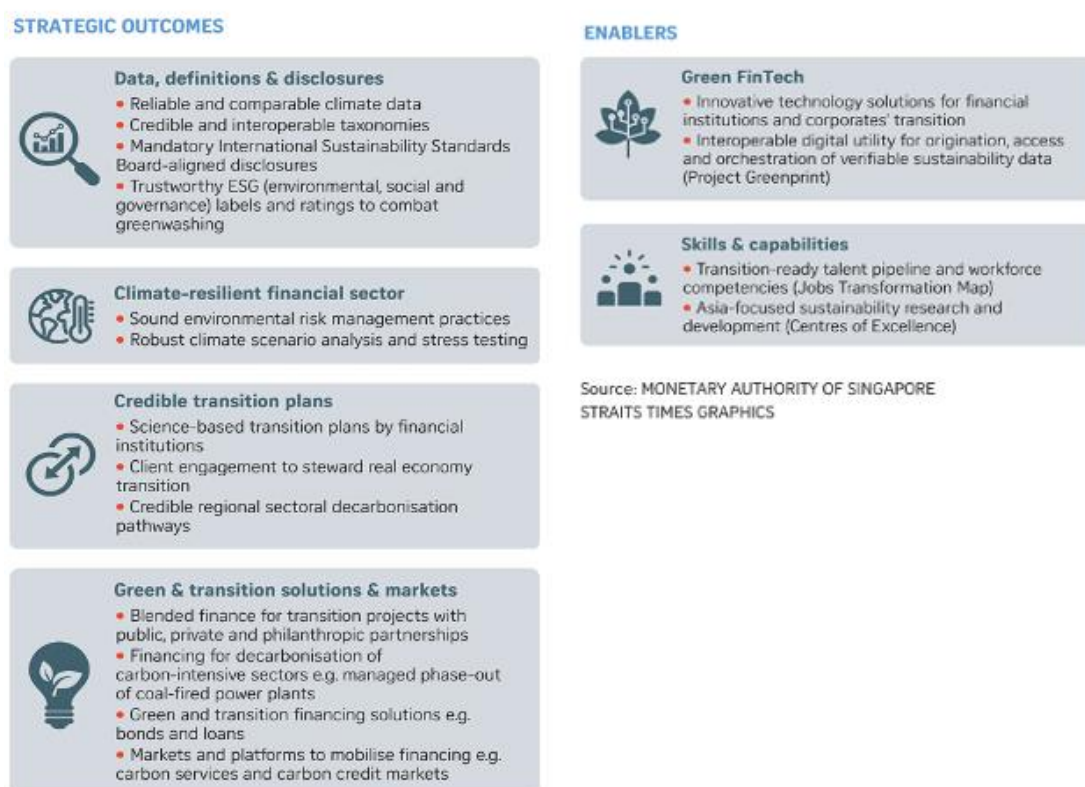 STRATEGIC OUTCOMES
Data, definitions & disclosures
• Reliable and comparable climate data
• Credible and interoperable taxonomies
• Mandatory International Sustainability Standards
Board-aligned disclosures
• Trustworthy ESG (environmental, social and
governance) labels and ratings to combat
greenwashing
Climate-resilient financial sector
• Sound environmental risk management practices
• Robust climate scenario analysis and stress testing
Credible transition plans
• Science-based transition plans by financial
institutions
• Client engagement to steward real economy
transition
• Credible regional sectoral decarbonisation
pathways
Green & transition solutions & markets
• Blended finance for transition projects with
public, private and philanthropic partnerships
• Financing for decarbonisation of
carbon-intensive sectors e.g. managed phase-out
of coal-fired power plants
• Green and transition financing solutions e.g.
bonds and loans
• Markets and platforms to mobilise financing e.g.
carbon services and carbon credit markets
ENABLERS
Green FinTech
• Innovative technology solutions for financial
institutions and corporates' transition
• Interoperable digital utility for origination, access
and orchestration of verifiable sustainability data
(Project Greenprint)
Skills & capabilities
• Transition-ready talent pipeline and workforce
competencies (Jobs Transformation Map)
• Asia-focused sustainability research and
development (Centres of Excellence)
Source: MONETARY AUTHORITY OF SINGAPORE
STRAITS TIMES GRAPHICS